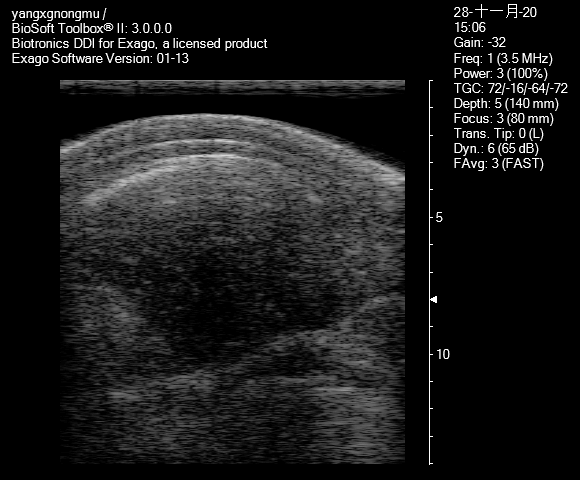 yangxgnongmu /
BioSoft Toolbox® II: 3.0.0.0
Biotronics DDI for Exago, a licensed product
Exago Software Version: 01-13
28-十一月-20
15:06
Gain: -32
Freq: 1 (3.5 MHz)
Power: 3 (100%)
TGC: 72/-16/-64/-72
Depth: 5 (140 mm)
Focus: 3 (80 mm)
Trans. Tip: 0 (L)
Dyn.: 6 (65 dB)
FAvg: 3 (FAST)
5
10